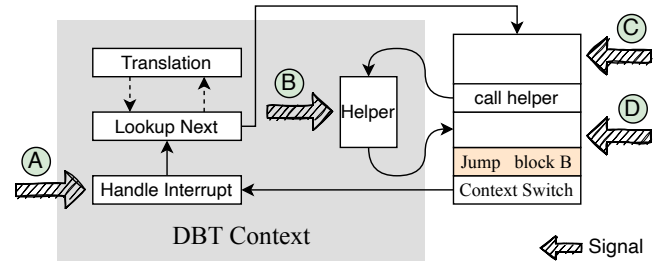 C
Translation
B
call helper
Helper
D
Lookup Next
A
Jump block B
Handle Interrupt
Context Switch
DBT Context
Signal